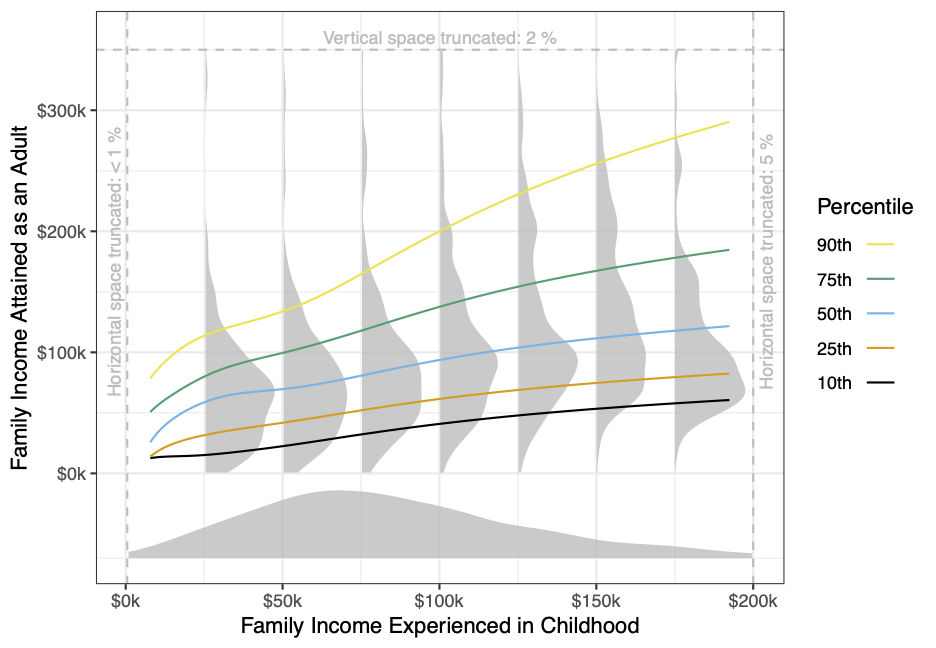 Vertical space truncated: 2 %
$300k
$200k
$100k
$0k
Family Income Attained as an Adult
Horizontal space truncated: < 1 %
Horizontal space truncated: 5 %
Percentile
90th
75th
50th
25th
10th
$0k
$50k
$100k
$150k
$200k
Family Income Experienced in Childhood